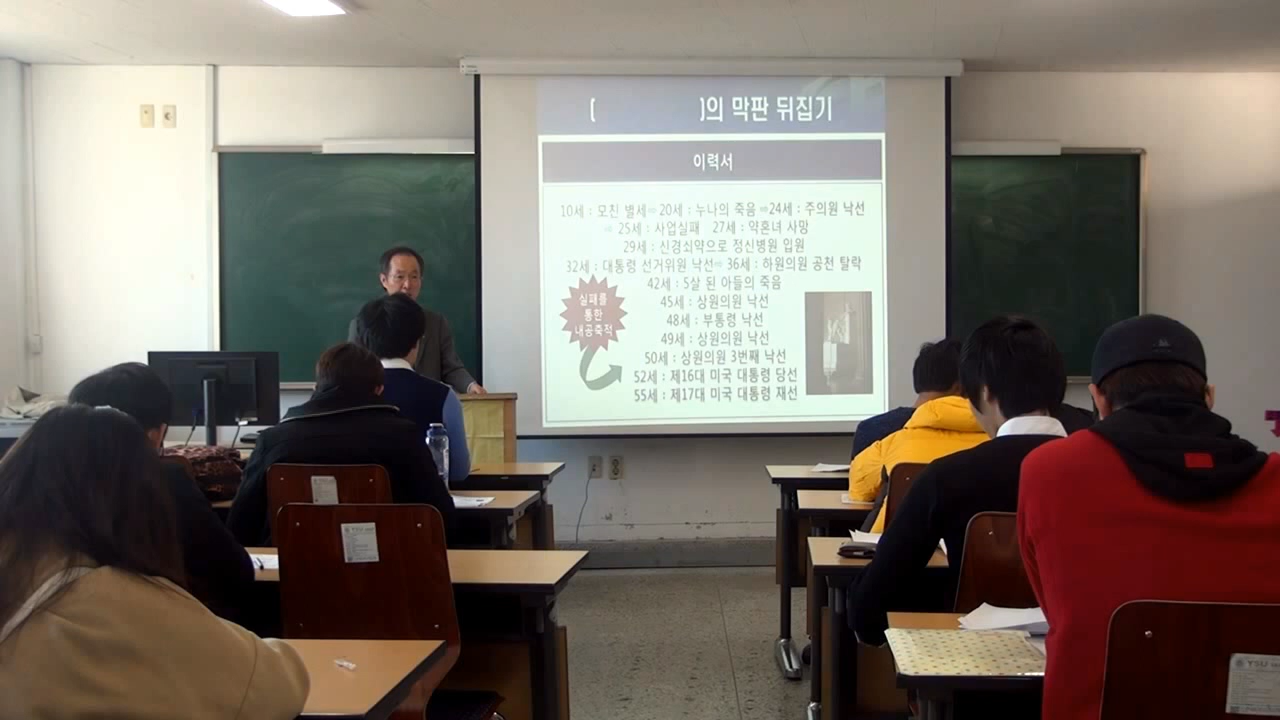 (            )의 막판 뒤집기
이력서
10세 : 모친 별세⇨20세 : 누나의 죽음 ⇨24세 : 주의원 낙선
⇨ 25세 : 사업실패 27세 : 약혼녀 사망
29세 : 신경쇠약으로 정신병원 입원
32세 : 대통령 선거위원 낙선⇨ 36세 : 하원의원 공천 탈락
42세 : 5살 된 아들의 죽음
45세 : 상원의원 낙선
48세 : 부통령 낙선
49세 : 상원의원 낙선
50세 : 상원의원 3번째 낙선
52세 : 제16대 미국 대통령 당선
55세 : 제17대 미국 대통령 재선
실패를
통한
내공축적
YSU